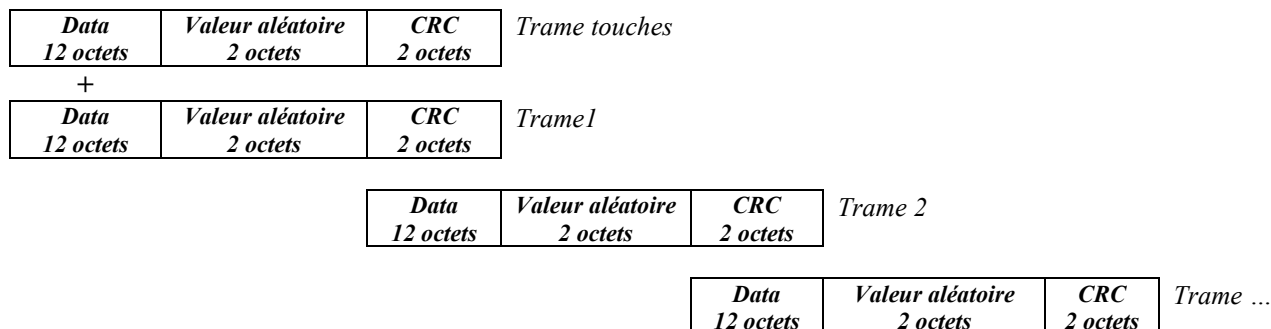 Data Valeur aléatoire CRC Trame touches
12 octets 2 octets 2 octets
+
Data Valeur aléatoire CRC Trame1
12 octets 2 octets 2 octets
Data Valeur aléatoire CRC Trame 2
12 octets 2 octets 2 octets
Data Valeur aléatoire CRC Trame ...
12 octets 2 octets 2 octets